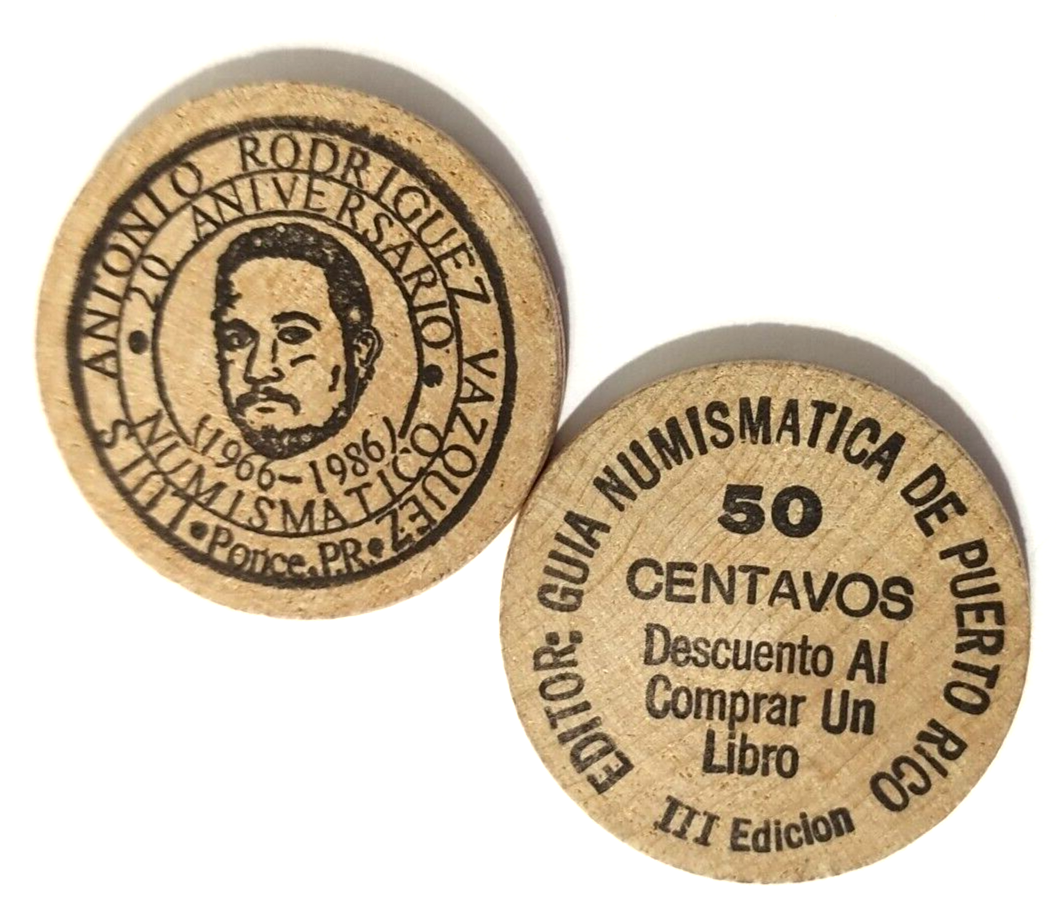 LUIS ANTONIO RODRIGUEZ VAZQUEZ
• 20 ANIVERSARIO •
NUMISMATICO
(1966-1986)
• Ponce, P.R. •
EDITOR: GUIA NUMISMATICA DE PUERTO RICO
50
CENTAVOS
Descuento Al
Comprar Un
Libro
III Edicion